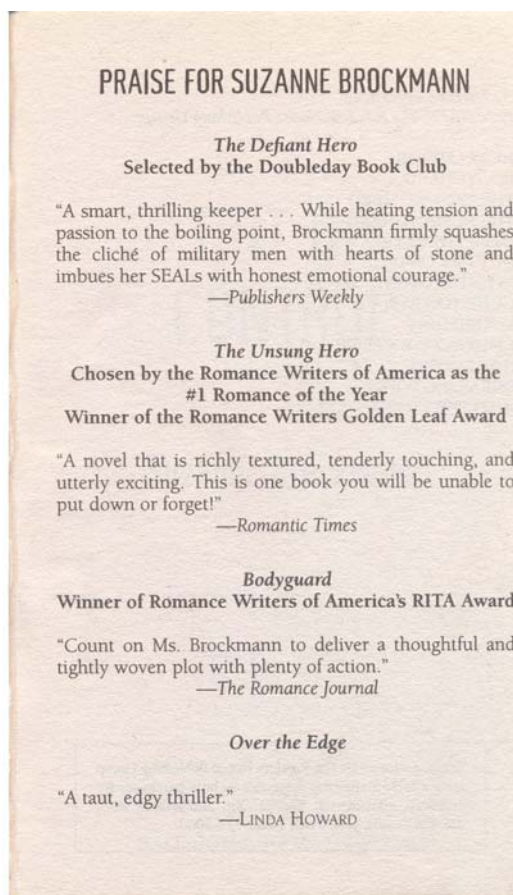 PRAISE FOR SUZANNE BROCKMANN
The Defiant Hero
Selected by the Doubleday Book Club
“A smart, thrilling keeper . . . While heating tension and
passion to the boiling point, Brockmann firmly squashes
the cliché of military men with hearts of stone and
imbues her SEALs with honest emotional courage.”
—Publishers Weekly
The Unsung Hero
Chosen by the Romance Writers of America as the
#1 Romance of the Year
Winner of the Romance Writers Golden Leaf Award
“A novel that is richly textured, tenderly touching, and
utterly exciting. This is one book you will be unable to
put down or forget!”
—Romantic Times
Bodyguard
Winner of Romance Writers of America’s RITA Award
“Count on Ms. Brockmann to deliver a thoughtful and
tightly woven plot with plenty of action.”
—The Romance Journal
Over the Edge
“A taut, edgy thriller.”
—LINDA HOWARD